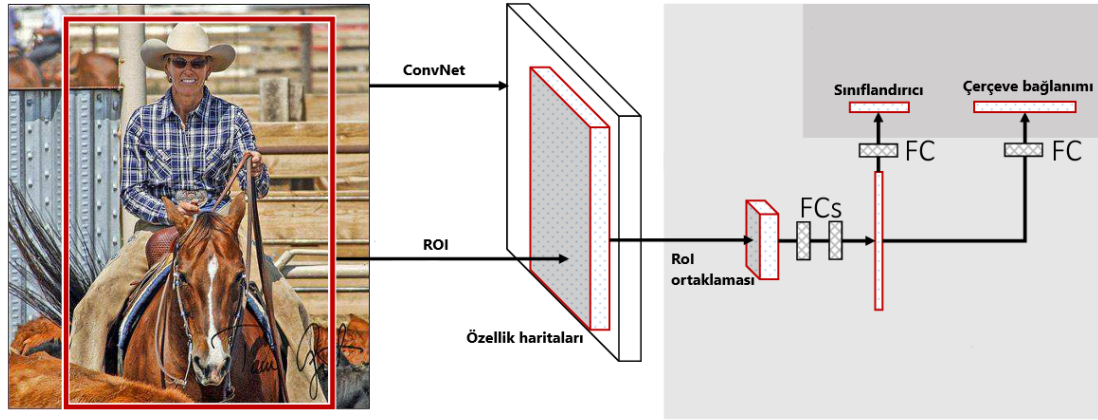 ConvNet
ROI
Özellik haritaları
RoI
ortaklaması
FCs
FC
FC
Sınıflandırıcı
Çerçeve bağlanımı